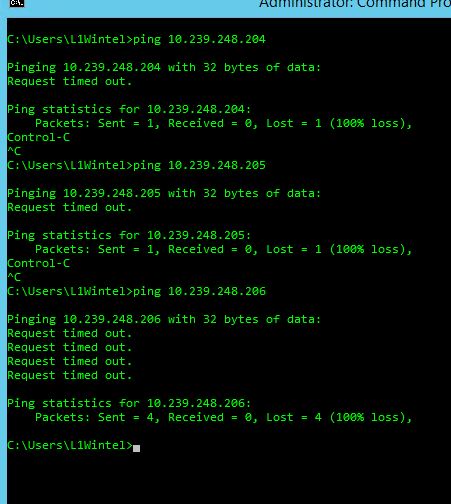 Administrator: Command Pro
C:\Users\L1Wintel>ping 10.239.248.204
Pinging 10.239.248.204 with 32 bytes of data:
Request timed out.
Ping statistics for 10.239.248.204:
Packets: Sent = 1, Received = 0, Lost = 1 (100% loss),
Control-C
^C
C:\Users\L1Wintel>ping 10.239.248.205
Pinging 10.239.248.205 with 32 bytes of data:
Request timed out.
Ping statistics for 10.239.248.205:
Packets: Sent = 1, Received = 0, Lost = 1 (100% loss),
Control-C
^C
C:\Users\L1Wintel>ping 10.239.248.206
Pinging 10.239.248.206 with 32 bytes of data:
Request timed out.
Request timed out.
Request timed out.
Request timed out.
Ping statistics for 10.239.248.206:
Packets: Sent = 4, Received = 0, Lost = 4 (100% loss),
C:\Users\L1Wintel>